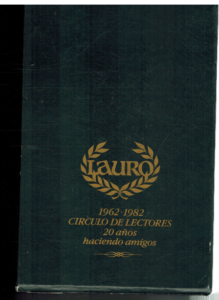 LAURO
1962-1982
CIRCULO DE LECTORES
20 años
haciendo amigos